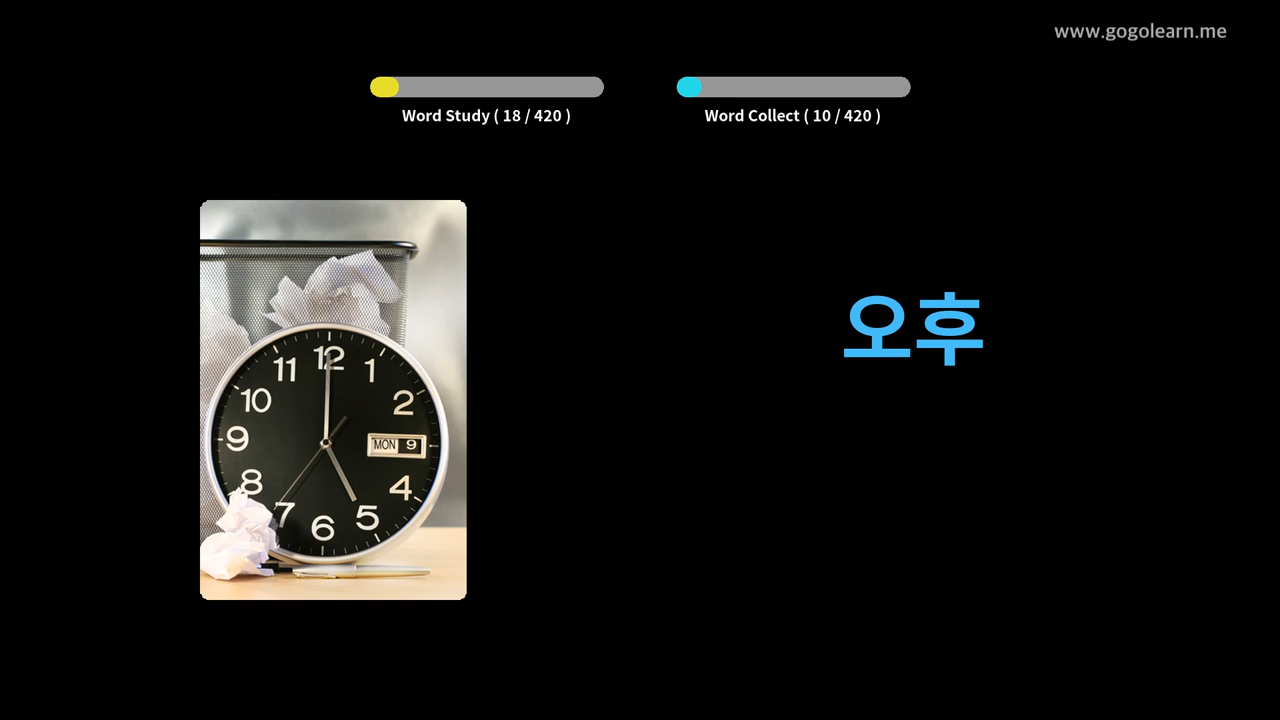 www.gogolearn.me
Word Study ( 18 / 420 )
Word Collect ( 10 / 420 )
오후
12
1
2
MON 9
4
5
6
7
8
9
10
11